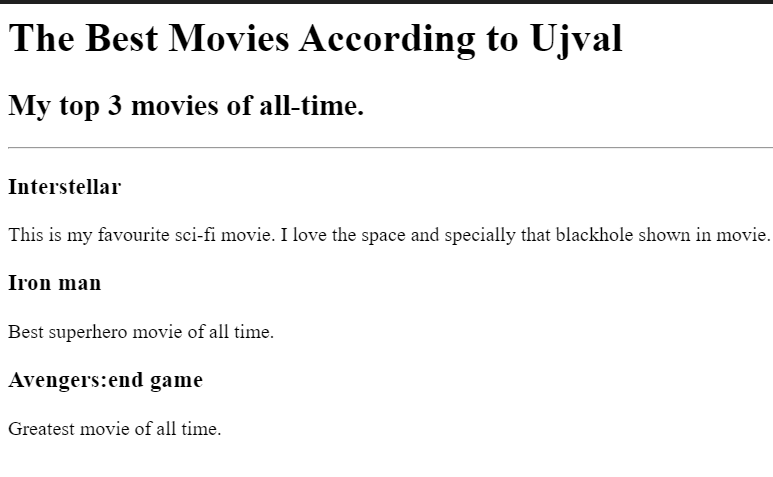 The Best Movies According to Ujval
My top 3 movies of all-time.
Interstellar
This is my favourite sci-fi movie. I love the space and specially that blackhole shown in movie.
Iron man
Best superhero movie of all time.
Avengers:end game
Greatest movie of all time.